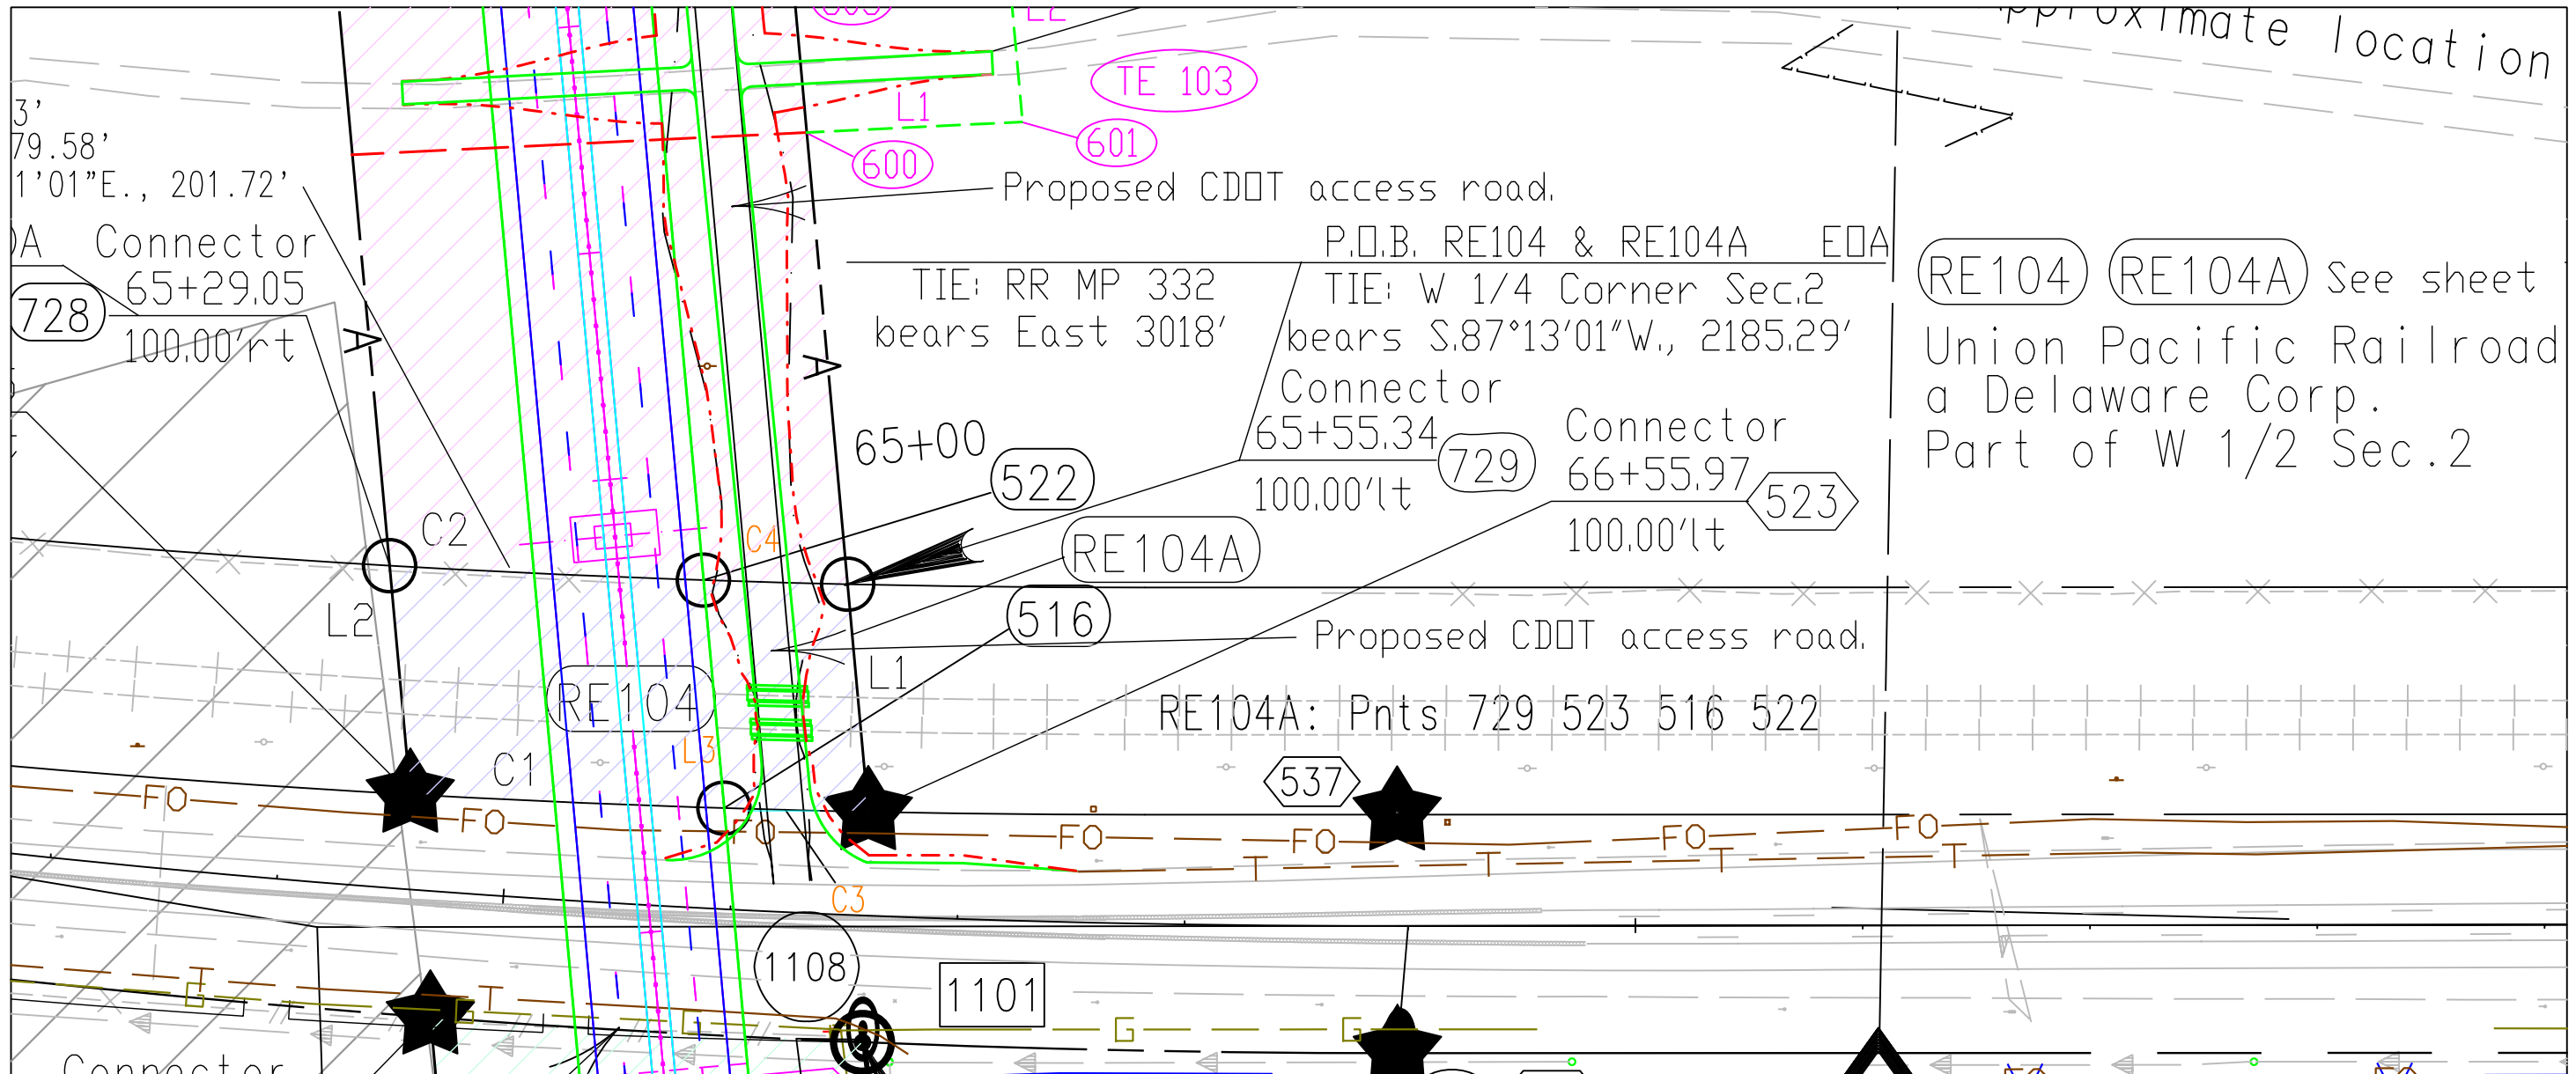 Approximate location
L2
TE 103
L1
601
600
3'
79.58'
1'01"E., 201.72'
Proposed CDOT access road.
A Connector
65+29.05
728
100.00'rt
P.O.B. RE104 & RE104A EOA
TIE: RR MP 332
bears East 3018'
TIE: W 1/4 Corner Sec.2
bears S.87°13'01"W., 2185.29'
RE104 RE104A See sheet
Union Pacific Railroad
a Delaware Corp.
Part of W 1/2 Sec.2
A
A
Connector
65+55.34
729
100.00'lt
Connector
66+55.97
523
100.00'lt
65+00
522
C2
C4
RE104A
516
L2
Proposed CDOT access road.
L1
RE104
RE104A: Pnts 729 523 516 522
L3
C1
537
FO
FO
FO
FO
FO
FO
FO
T
T
T
T
C3
1108
1101
T
T
G
G
G
G
G
Connector